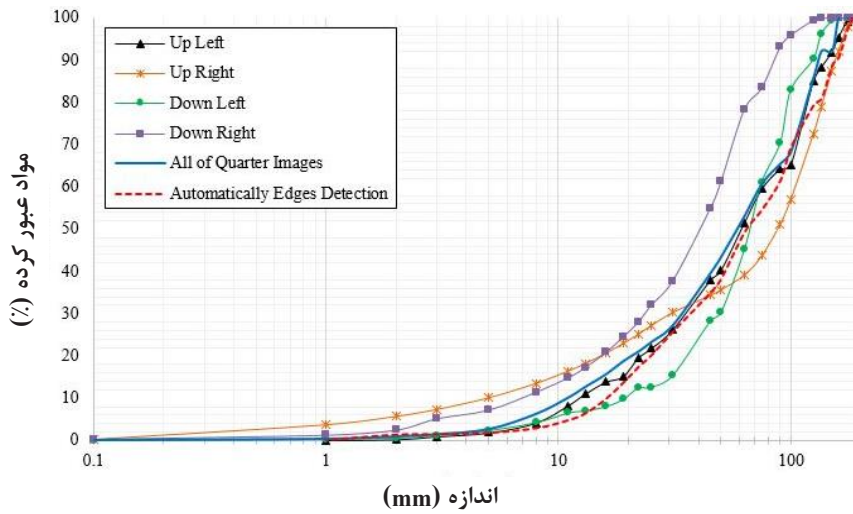 مواد عبور کرده (٪)
100
90
80
70
60
50
40
30
20
10
0
Up Left
Up Right
Down Left
Down Right
All of Quarter Images
Automatically Edges Detection
0.1 1 10 100
اندازه (mm)